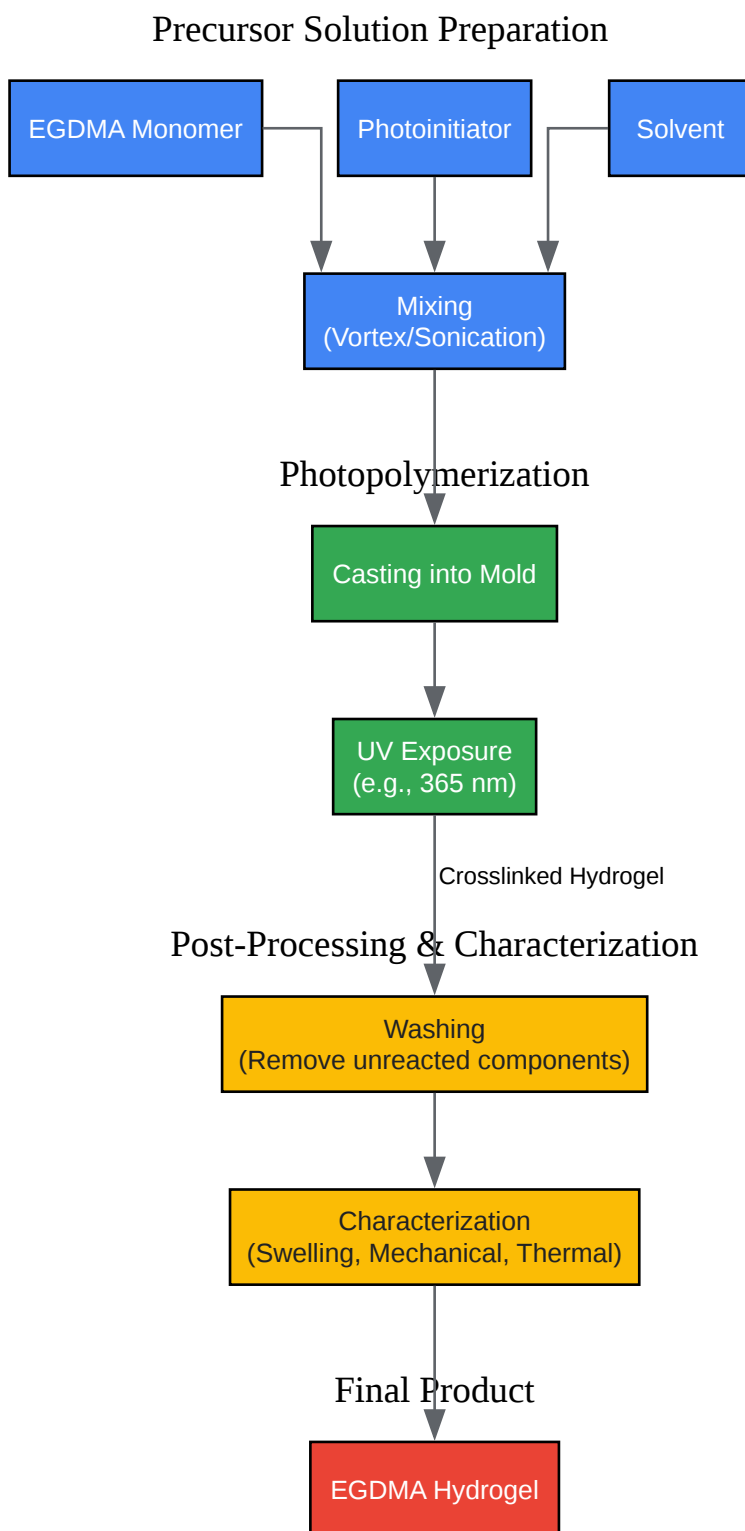 Precursor Solution Preparation
EGDMA Monomer
Photoinitiator
Solvent
Mixing
(Vortex/Sonication)
Photopolymerization
Casting into Mold
UV Exposure
(e.g., 365 nm)
Crosslinked Hydrogel
Post-Processing & Characterization
Washing
(Remove unreacted components)
Characterization
(Swelling, Mechanical, Thermal)
Final Product
EGDMA Hydrogel